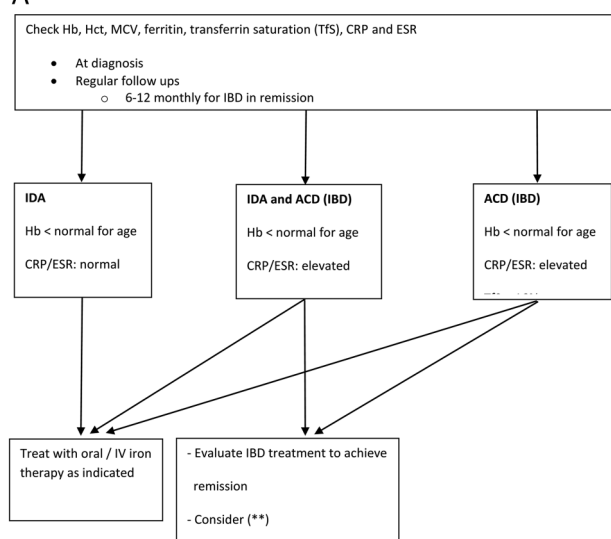 Check Hb, Hct, MCV, ferritin, transferrin saturation (TfS), CRP and ESR
• At diagnosis
• Regular follow ups
o 6-12 monthly for IBD in remission
IDA
Hb < normal for age
CRP/ESR: normal
IDA and ACD (IBD)
Hb < normal for age
CRP/ESR: elevated
ACD (IBD)
Hb < normal for age
CRP/ESR: elevated
Treat with oral / IV iron
therapy as indicated
- Evaluate IBD treatment to achieve
remission
- Consider (**)